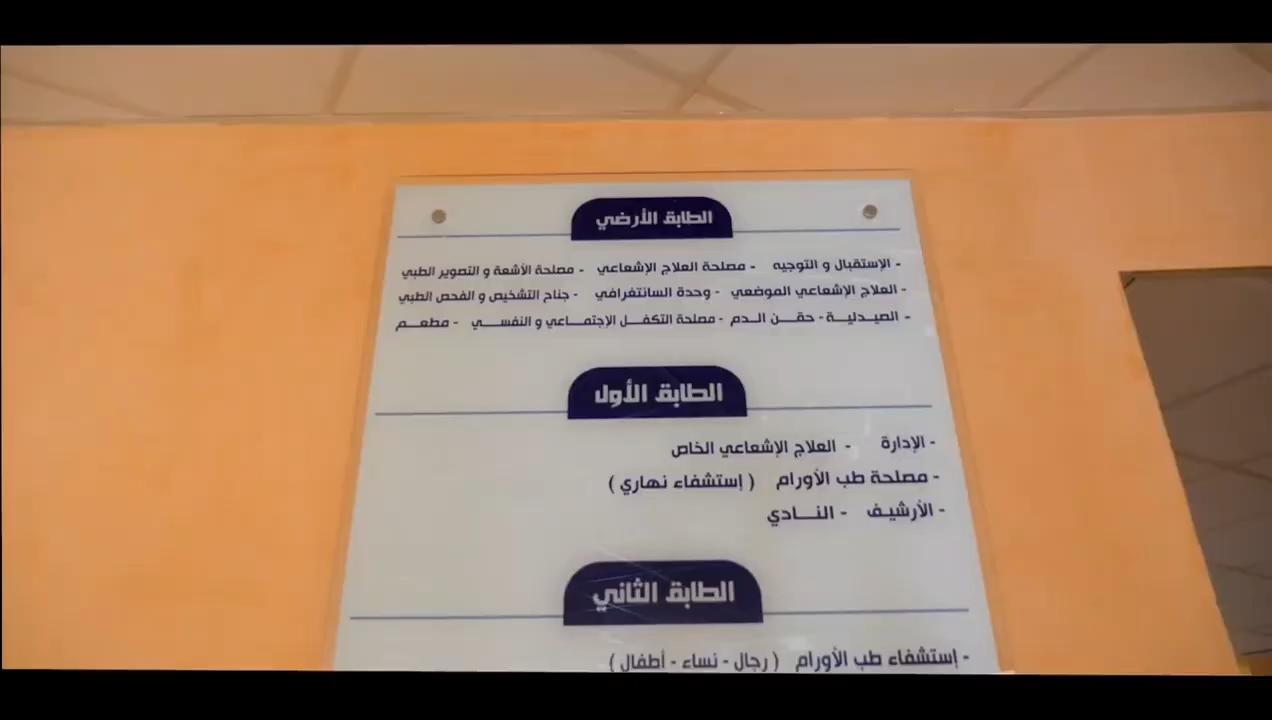 الطابق الأرضي
- الإستقبال و التوجيه - مصلحة العلاج الإشعاعي - مصلحة الأشعة و التصوير الطبي
- العلاج الإشعاعي الموضعي - وحدة السانتغرافي - جناح التشخيص و الفحص الطبي
- الصيدلية - حقن الدم - مصلحة التكفل الإجتماعي و النفسي - مطعم
الطابق الأول
- الإدارة - العلاج الإشعاعي الخاص
- مصلحة طب الأورام ( إستشفاء نهاري )
- الأرشيف - النادي
الطابق الثاني
- إستشفاء طب الأورام ( رجال - نساء - أطفال )